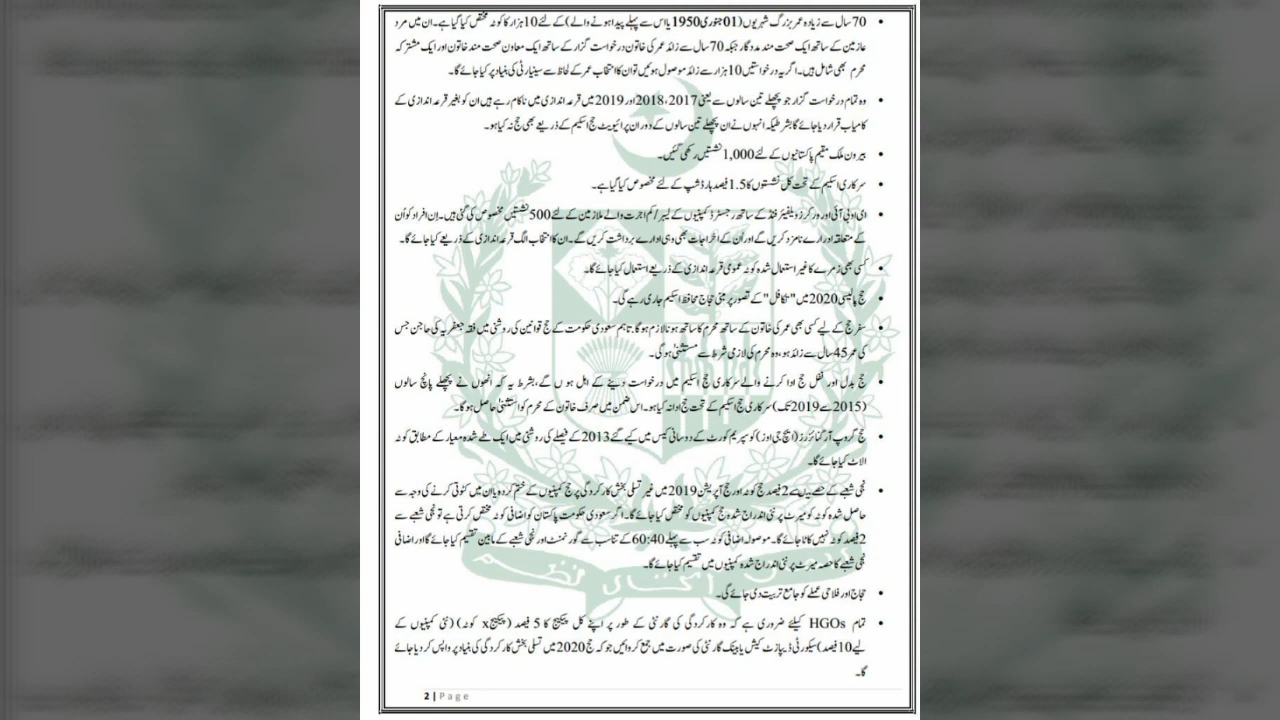 • 70 سال سے زیادہ عمر بزرگ شہریوں (01 جنوری 1950 یا اس سے پہلے پیدا ہونے والے) کے لئے 10 ہزار کا کوٹہ مختص کیا گیا ہے۔ ان میں مرد
عازمین کے ساتھ ایک صحت مند مددگار جبکہ 70 سال سے زائد عمر کی خاتون درخواست گزار کے ساتھ ایک معاون صحت مند خاتون اور ایک مشترکہ
محرم بھی شامل ہیں۔ اگر یہ درخواستیں 10 ہزار سے زائد موصول ہوئیں تو ان کا انتخاب عمر کے لحاظ سے سینیارٹی کی بنیاد پر کیا جائے گا۔
• وہ تمام درخواست گزار جو پچھلے تین سالوں سے یعنی 2017، 2018 اور 2019 میں قرعہ اندازی میں ناکام رہے ہیں ان کو بغیر قرعہ اندازی کے
کامیاب قرار دیا جائے گا بشرطیکہ انہوں نے ان پچھلے تین سالوں کے دوران پرائیویٹ حج اسکیم کے ذریعے بھی حج نہ کیا ہو۔
• بیرون ملک مقیم پاکستانیوں کے لئے 1,000 نشستیں رکھی گئیں۔
• سرکاری اسکیم کے تحت کل نشستوں کا 1.5 فیصد ہارڈ شپ کے لئے مخصوص کیا گیا ہے۔
• ای او بی آئی اور ورکرز ویلفیئر فنڈ کے ساتھ رجسٹرڈ کمپنیوں کے لیبر/کم اجرت والے ملازمین کے لئے 500 نشستیں مخصوص کی گئی ہیں۔ ان افراد کو اُن
کے متعلقہ ادارے نامزد کریں گے اور اُن کے اخراجات بھی وہی ادارے برداشت کریں گے۔ ان کا انتخاب الگ قرعہ اندازی کے ذریعے کیا جائے گا۔
• کسی بھی زمرے کا غیر استعمال شدہ کوٹہ عمومی قرعہ اندازی کے ذریعے استعمال کیا جائے گا۔
• حج پالیسی 2020 میں "تکافل" کے تصور پر مبنی حجاج محافظ اسکیم جاری رہے گی۔
• سفر حج کے لیے کسی بھی عمر کی خاتون کے ساتھ محرم کا ساتھ ہونا لازم ہوگا۔ تاہم سعودی حکومت کے حج قوانین کی روشنی میں فقہ جعفریہ کی حاجن جس
کی عمر 45 سال سے زائد ہو، وہ محرم کی لازمی شرط سے مستثنیٰ ہوگی۔
• حج بدل اور نفل حج ادا کرنے والے سرکاری حج اسکیم میں درخواست دینے کے اہل ہوں گے، بشرط یہ کہ انھوں نے پچھلے پانچ سالوں
(2015 سے 2019 تک) سرکاری حج اسکیم کے تحت حج ادا نہ کیا ہو۔ اس ضمن میں صرف خاتون کے محرم کو استثنیٰ حاصل ہوگا۔
• حج گروپ آرگنائزرز (ایچ جی اوز) کو سپریم کورٹ کے دوسانی کیس میں کیے گئے 2013 کے فیصلے کی روشنی میں ایک طے شدہ معیار کے مطابق کوٹہ
الاٹ کیا جائے گا۔
• نجی شعبے کے حصے میں سے 2 فیصد حج کوٹہ اور حج آپریشن 2019 میں غیر تسلی بخش کارکردگی پر حج کمپنیوں کے ختم کردہ یا ان میں کٹوتی کرنے کی وجہ سے
حاصل شدہ کوٹہ کو میرٹ پر نئی اندراج شدہ حج کمپنیوں کو مختص کیا جائے گا۔ اگر سعودی حکومت پاکستان کو اضافی کوٹہ مختص کرتی ہے تو نجی شعبے سے
2 فیصد کوٹہ نہیں کاٹا جائے گا۔ موصولہ اضافی کوٹہ سب سے پہلے 60:40 کے تناسب سے گورنمنٹ اور نجی شعبے کے مابین تقسیم کیا جائے گا اور اضافی
نجی شعبے کا حصہ میرٹ پر نئی اندراج شدہ کمپنیوں میں تقسیم کیا جائے گا۔
• حجاج اور فلاحی عملے کو جامع تربیت دی جائے گی۔
• تمام HGOs کیلئے ضروری ہے کہ وہ کارکردگی کی گارنٹی کے طور پر اپنے کل پیکیج کا 5 فیصد (پیکیج x کوٹہ) (نئی کمپنیوں کے
لیے 10 فیصد) سیکورٹی ڈیپازٹ کیش یا بینک گارنٹی کی صورت میں جمع کروائیں جو کہ حج 2020 میں تسلی بخش کارکردگی کی بنیاد پر واپس کر دیا جائے
گا۔
2 | Page